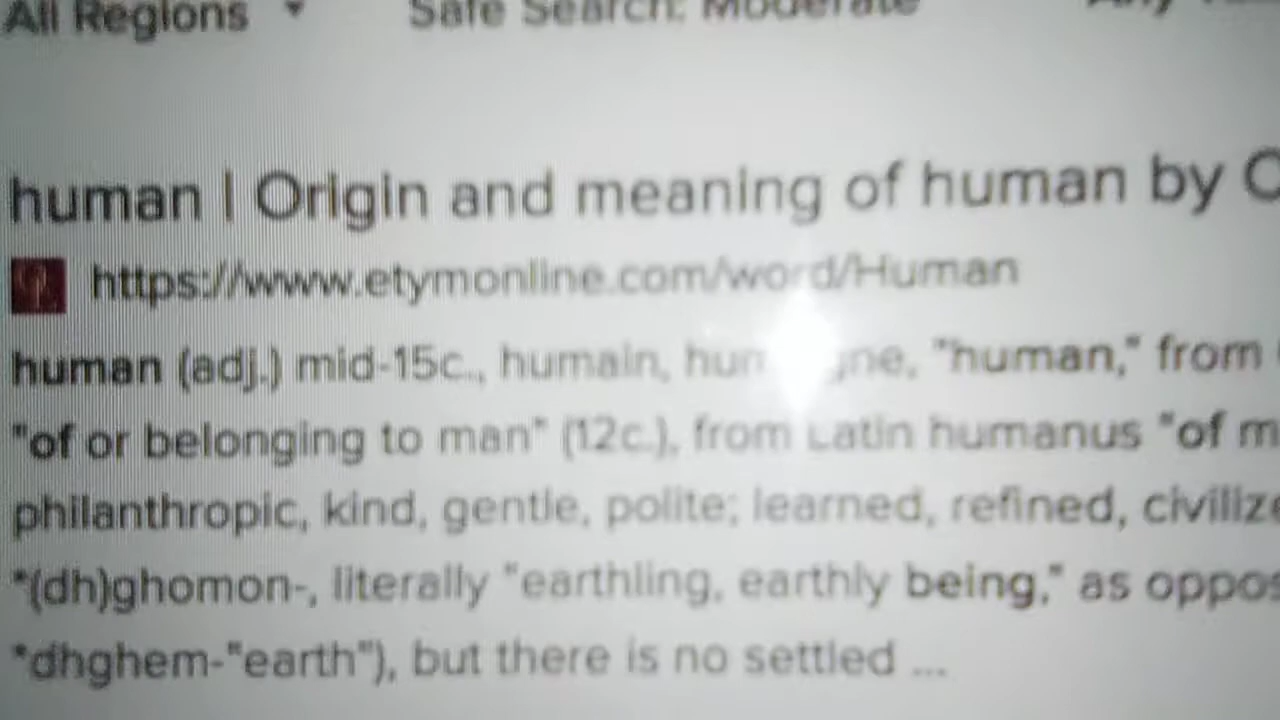 All Regions Safe Search: Moderate
human | Origin and meaning of human by
https://www.etymonline.com/word/Human
human (adj.) mid-15c., humain, "human," from
"of or belonging to man" (12c.), from Latin humanus "of
philanthropic, kind, gentle, polite; learned, refined,
*(dh)ghomon-, literally "earthling, earthly being," as
*dhghem-"earth"), but there is no settled ...